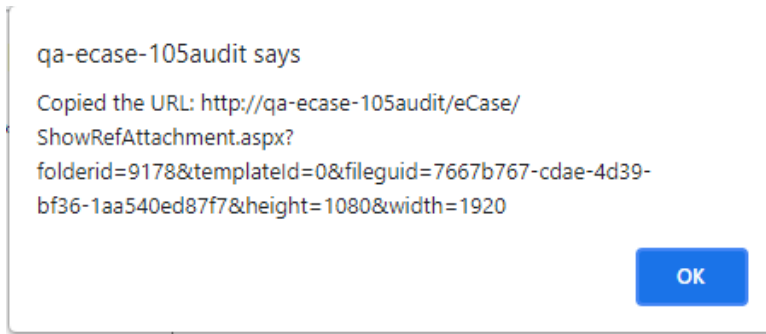 qa-ecase-105audit says
Copied the URL: http://qa-ecase-105audit/eCase/
ShowRefAttachment.aspx?
folderid=9178&templateId=0&fileguid=7667b767-cdae-4d39-
bf36-1aa540ed87f7&height=1080&width=1920
OK